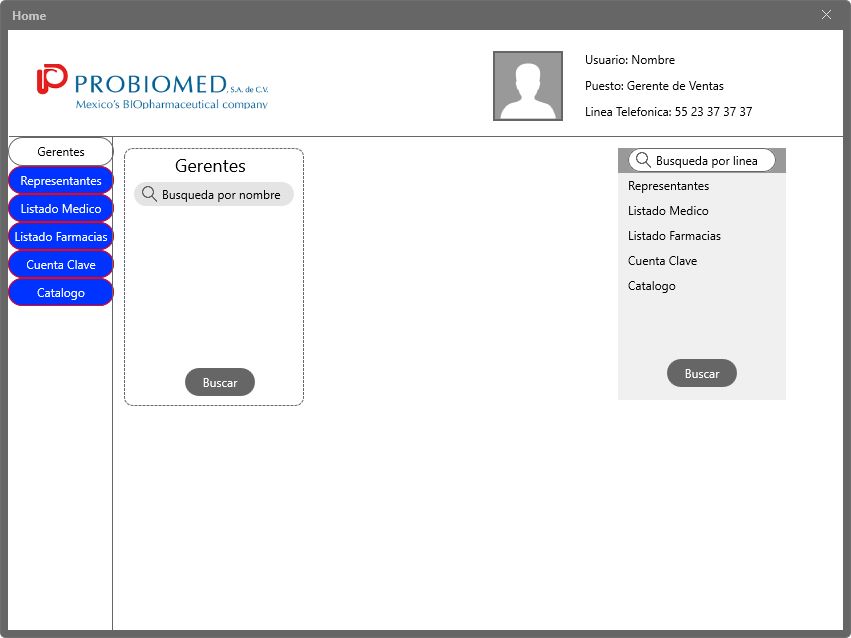 Home
PROBIOMED, S.A. de C.V.
Mexico's BIOpharmaceutical company
Usuario: Nombre
Puesto: Gerente de Ventas
Linea Telefonica: 55 23 37 37 37
Gerentes
Representantes
Listado Medico
Listado Farmacias
Cuenta Clave
Catalogo
Gerentes
Busqueda por nombre
Buscar
Busqueda por linea
Representantes
Listado Medico
Listado Farmacias
Cuenta Clave
Catalogo
Buscar